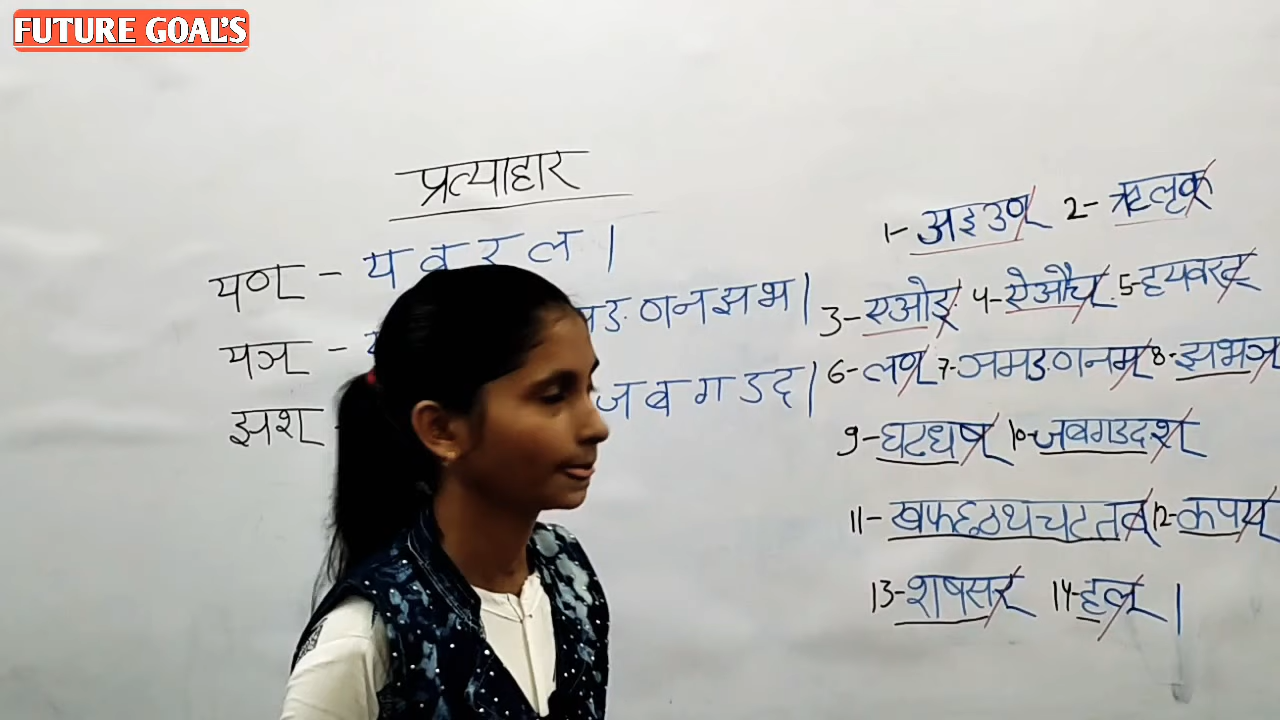 FUTURE GOAL'S
प्रत्याहार
यण् - य व र ल |
यञ् -
ङ ण न झ भ |
झश्
ज ब ग ड द |
1- अइउण् 2- ऋलृक्
3- एओङ् 4- ऐऔच् 5- हयवरट्
6- लण् 7- ञमङणनम् 8- झभञ्
9- घढधष् 10- जबगडदश्
11- खफछठथचटतव् 12- कपय्
13- शषसर् 14- हल् |